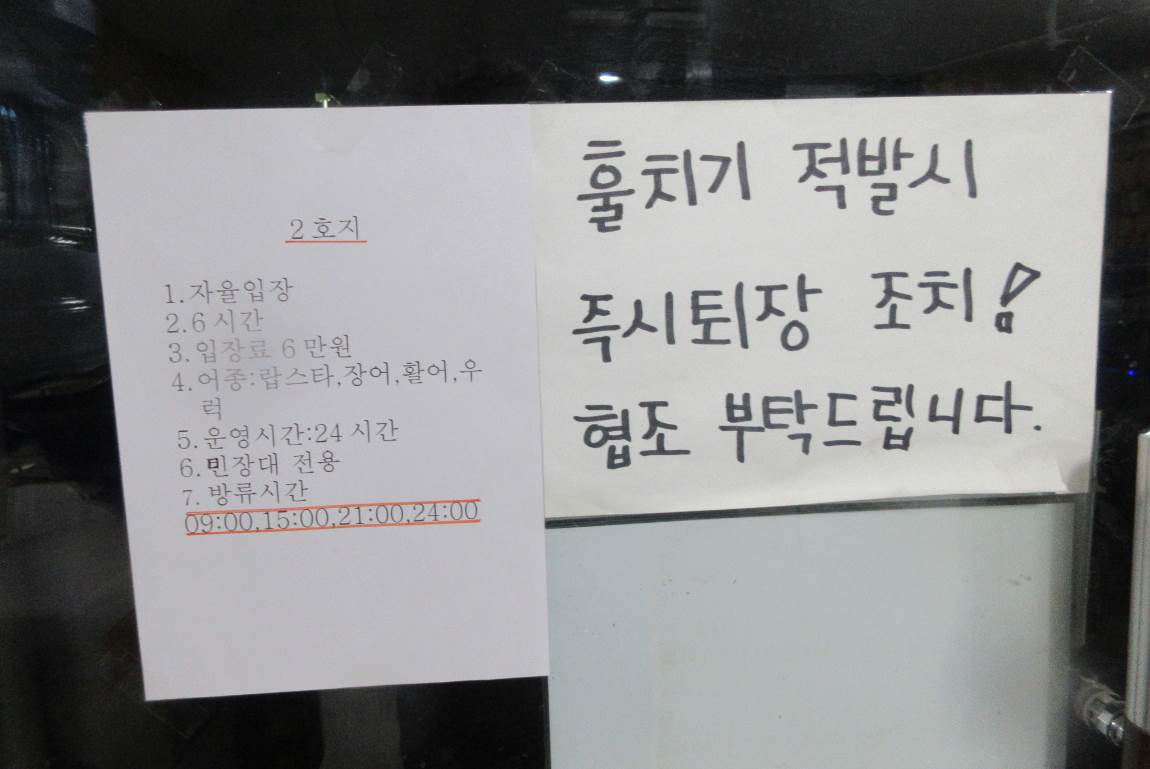 2호지
1. 자율입장
2. 6시간
3. 입장료 6만원
4. 어종:랍스타,장어,활어,우
럭
5. 운영시간:24시간
6. 민장대 전용
7. 방류시간
09:00,15:00,21:00,24:00
훌치기 적발시
즉시퇴장 조치!
협조 부탁드립니다.